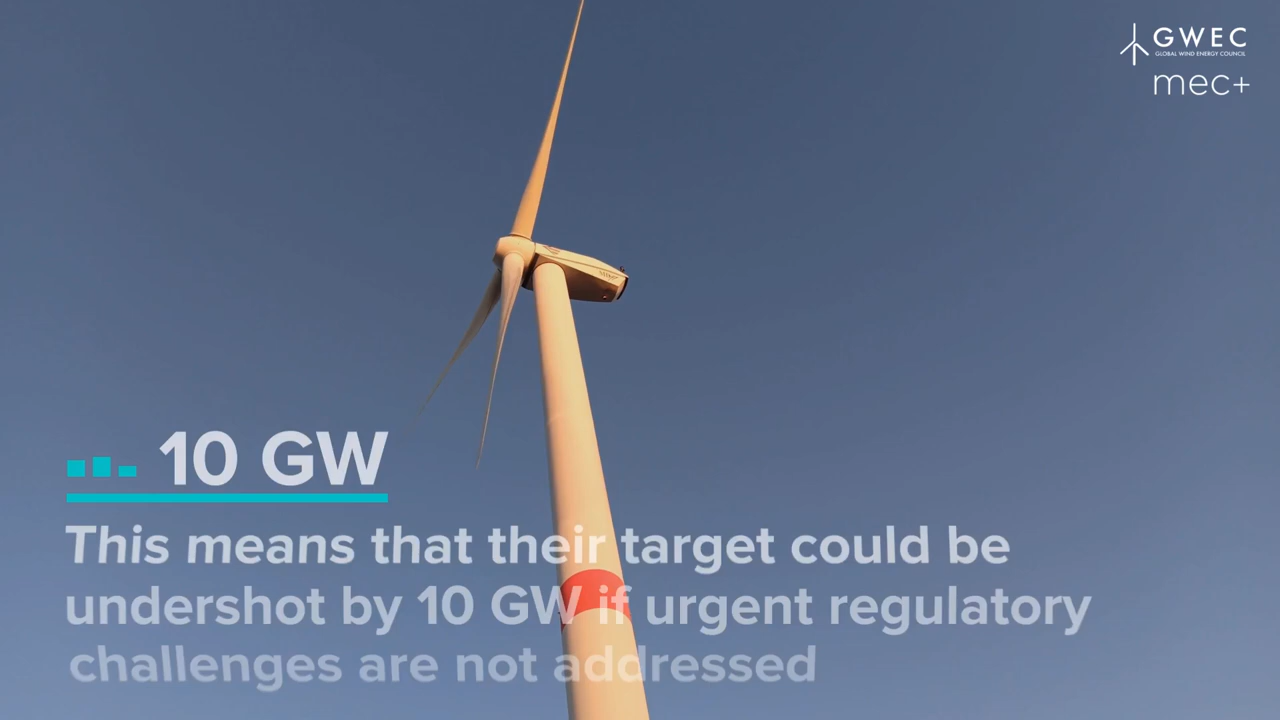 GWEC
GLOBAL WIND ENERGY COUNCIL
mec+
10 GW
This means that their target could be
undershot by 10 GW if urgent regulatory
challenges are not addressed